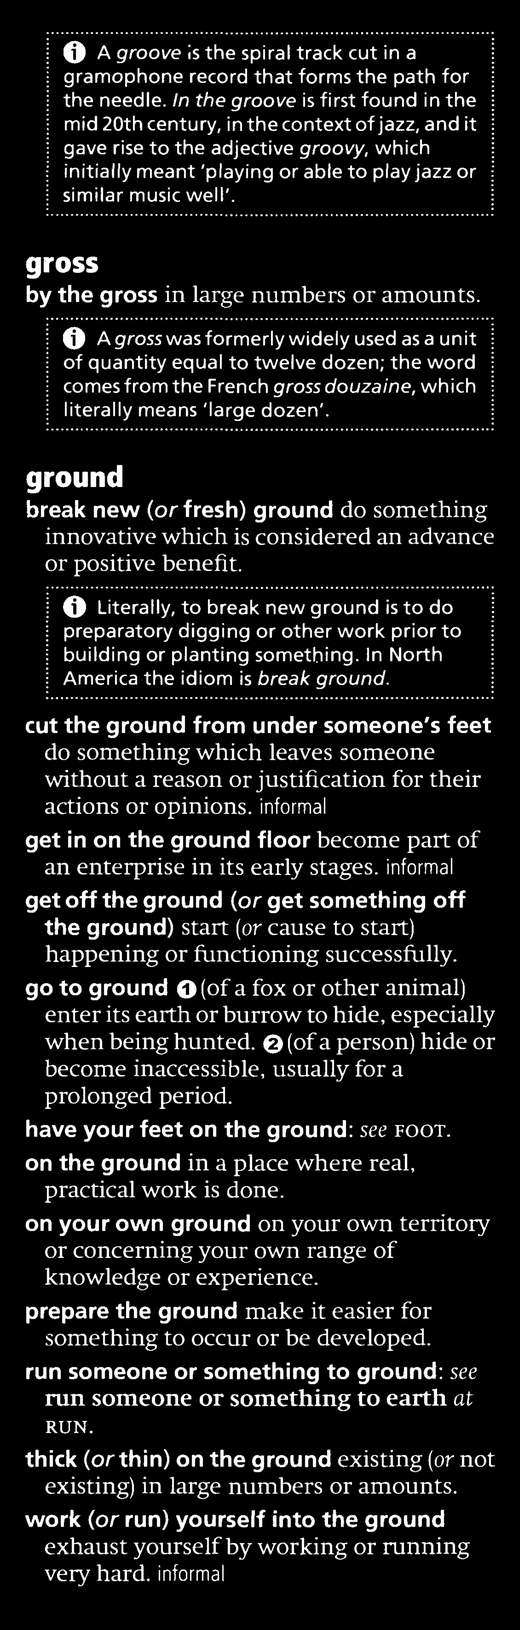 ⓘ A groove is the spiral track cut in a
gramophone record that forms the path for
the needle. In the groove is first found in the
mid 20th century, in the context of jazz, and it
gave rise to the adjective groovy, which
initially meant ‘playing or able to play jazz or
similar music well’.
gross
by the gross in large numbers or amounts.
ⓘ A gross was formerly widely used as a unit
of quantity equal to twelve dozen; the word
comes from the French gross douzaine, which
literally means ‘large dozen’.
ground
break new (or fresh) ground do something
innovative which is considered an advance
or positive benefit.
ⓘ Literally, to break new ground is to do
preparatory digging or other work prior to
building or planting something. In North
America the idiom is break ground.
cut the ground from under someone’s feet
do something which leaves someone
without a reason or justification for their
actions or opinions. informal
get in on the ground floor become part of
an enterprise in its early stages. informal
get off the ground (or get something off
the ground) start (or cause to start)
happening or functioning successfully.
go to ground ❶ (of a fox or other animal)
enter its earth or burrow to hide, especially
when being hunted. ❷ (of a person) hide or
become inaccessible, usually for a
prolonged period.
have your feet on the ground: see FOOT.
on the ground in a place where real,
practical work is done.
on your own ground on your own territory
or concerning your own range of
knowledge or experience.
prepare the ground make it easier for
something to occur or be developed.
run someone or something to ground: see
run someone or something to earth at
RUN.
thick (or thin) on the ground existing (or not
existing) in large numbers or amounts.
work (or run) yourself into the ground
exhaust yourself by working or running
very hard. informal